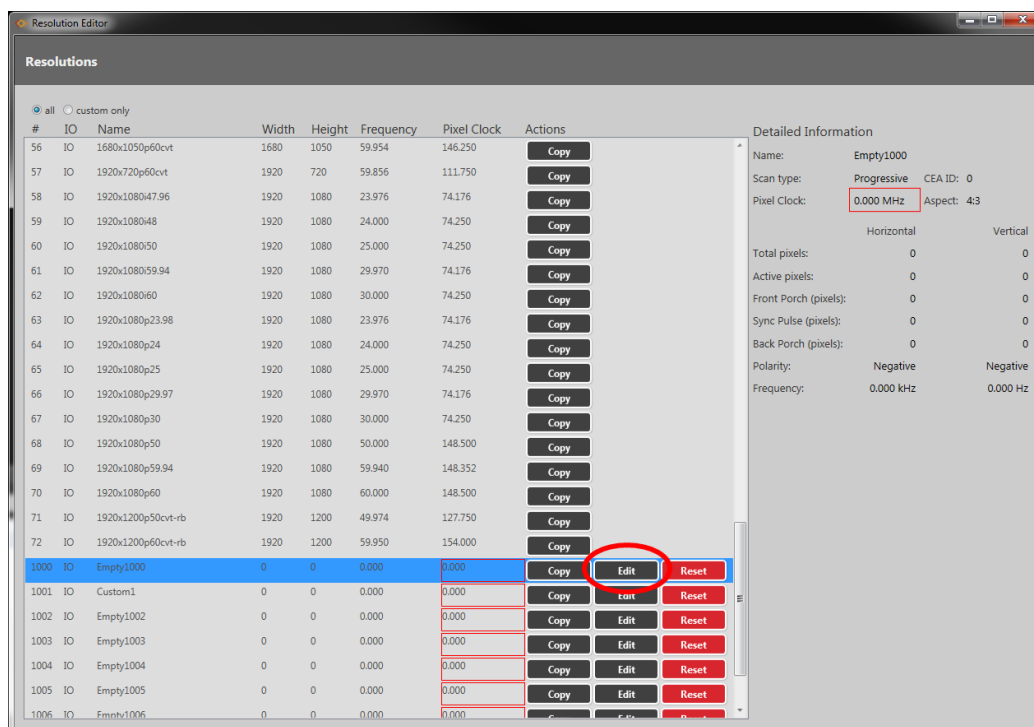 Resolution Editor
Resolutions
all custom only
# IO Name Width Height Frequency Pixel Clock Actions
56 IO 1680x1050p60cvt 1680 1050 59.954 146.250 Copy
57 IO 1920x720p60cvt 1920 720 59.856 111.750 Copy
58 IO 1920x1080i47.96 1920 1080 23.976 74.176 Copy
59 IO 1920x1080i48 1920 1080 24.000 74.250 Copy
60 IO 1920x1080i50 1920 1080 25.000 74.250 Copy
61 IO 1920x1080i59.94 1920 1080 29.970 74.176 Copy
62 IO 1920x1080i60 1920 1080 30.000 74.250 Copy
63 IO 1920x1080p23.98 1920 1080 23.976 74.176 Copy
64 IO 1920x1080p24 1920 1080 24.000 74.250 Copy
65 IO 1920x1080p25 1920 1080 25.000 74.250 Copy
66 IO 1920x1080p29.97 1920 1080 29.970 74.176 Copy
67 IO 1920x1080p30 1920 1080 30.000 74.250 Copy
68 IO 1920x1080p50 1920 1080 50.000 148.500 Copy
69 IO 1920x1080p59.94 1920 1080 59.940 148.352 Copy
70 IO 1920x1080p60 1920 1080 60.000 148.500 Copy
71 IO 1920x1200p50cvt-rb 1920 1200 49.974 127.750 Copy
72 IO 1920x1200p60cvt-rb 1920 1200 59.950 154.000 Copy
1000 IO Empty1000 0 0 0.000 0.000 Copy Edit Reset
1001 IO Custom1 0 0 0.000 0.000 Copy Edit Reset
1002 IO Empty1002 0 0 0.000 0.000 Copy Edit Reset
1003 IO Empty1003 0 0 0.000 0.000 Copy Edit Reset
1004 IO Empty1004 0 0 0.000 0.000 Copy Edit Reset
1005 IO Empty1005 0 0 0.000 0.000 Copy Edit Reset
1006 IO Empty1006 0 0 0.000 0.000 Copy Edit Reset
Detailed Information
Name: Empty1000
Scan type: Progressive CEA ID: 0
Pixel Clock: 0.000 MHz Aspect: 4:3
Horizontal Vertical
Total pixels: 0 0
Active pixels: 0 0
Front Porch (pixels): 0 0
Sync Pulse (pixels): 0 0
Back Porch (pixels): 0 0
Polarity: Negative Negative
Frequency: 0.000 kHz 0.000 Hz